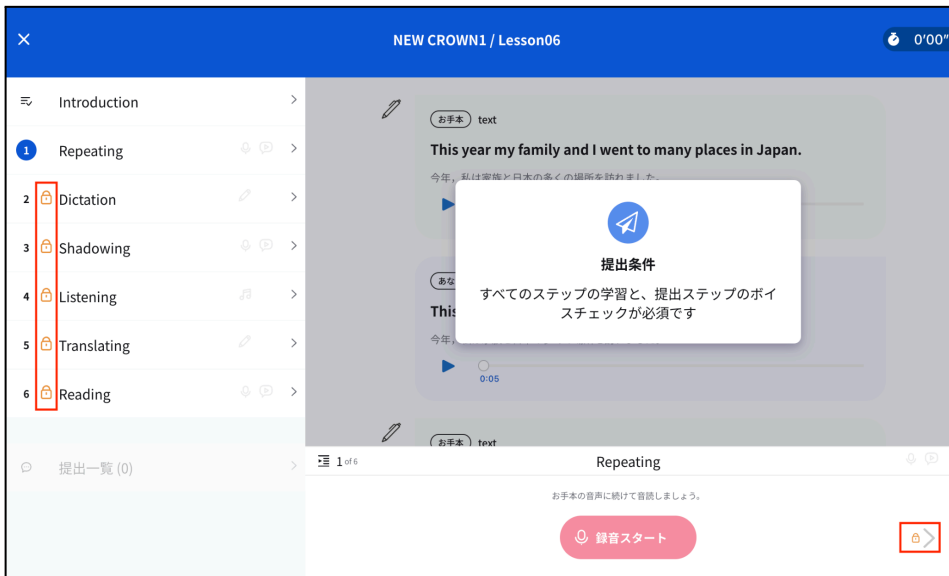 NEW CROWN1 / Lesson06
0'00"
Introduction
1 Repeating
2 Dictation
3 Shadowing
4 Listening
5 Translating
6 Reading
提出一覧 (0)
お手本 text
This year my family and I went to many places in Japan.
今年，私は家族と日本の多くの場所を訪れました。
提出条件
すべてのステップの学習と、提出ステップのボイ
スチェックが必須です
あな
This
今年，
0:05
お手本 text
1 of 6
Repeating
お手本の音声に続けて音読しましょう。
録音スタート